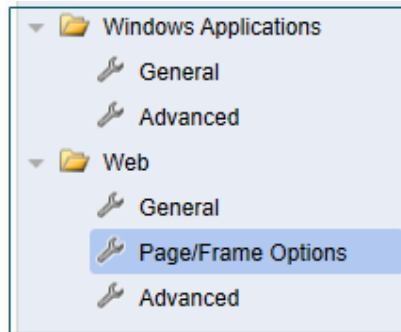 Windows Applications
General
Advanced
Web
General
Page/Frame Options
Advanced